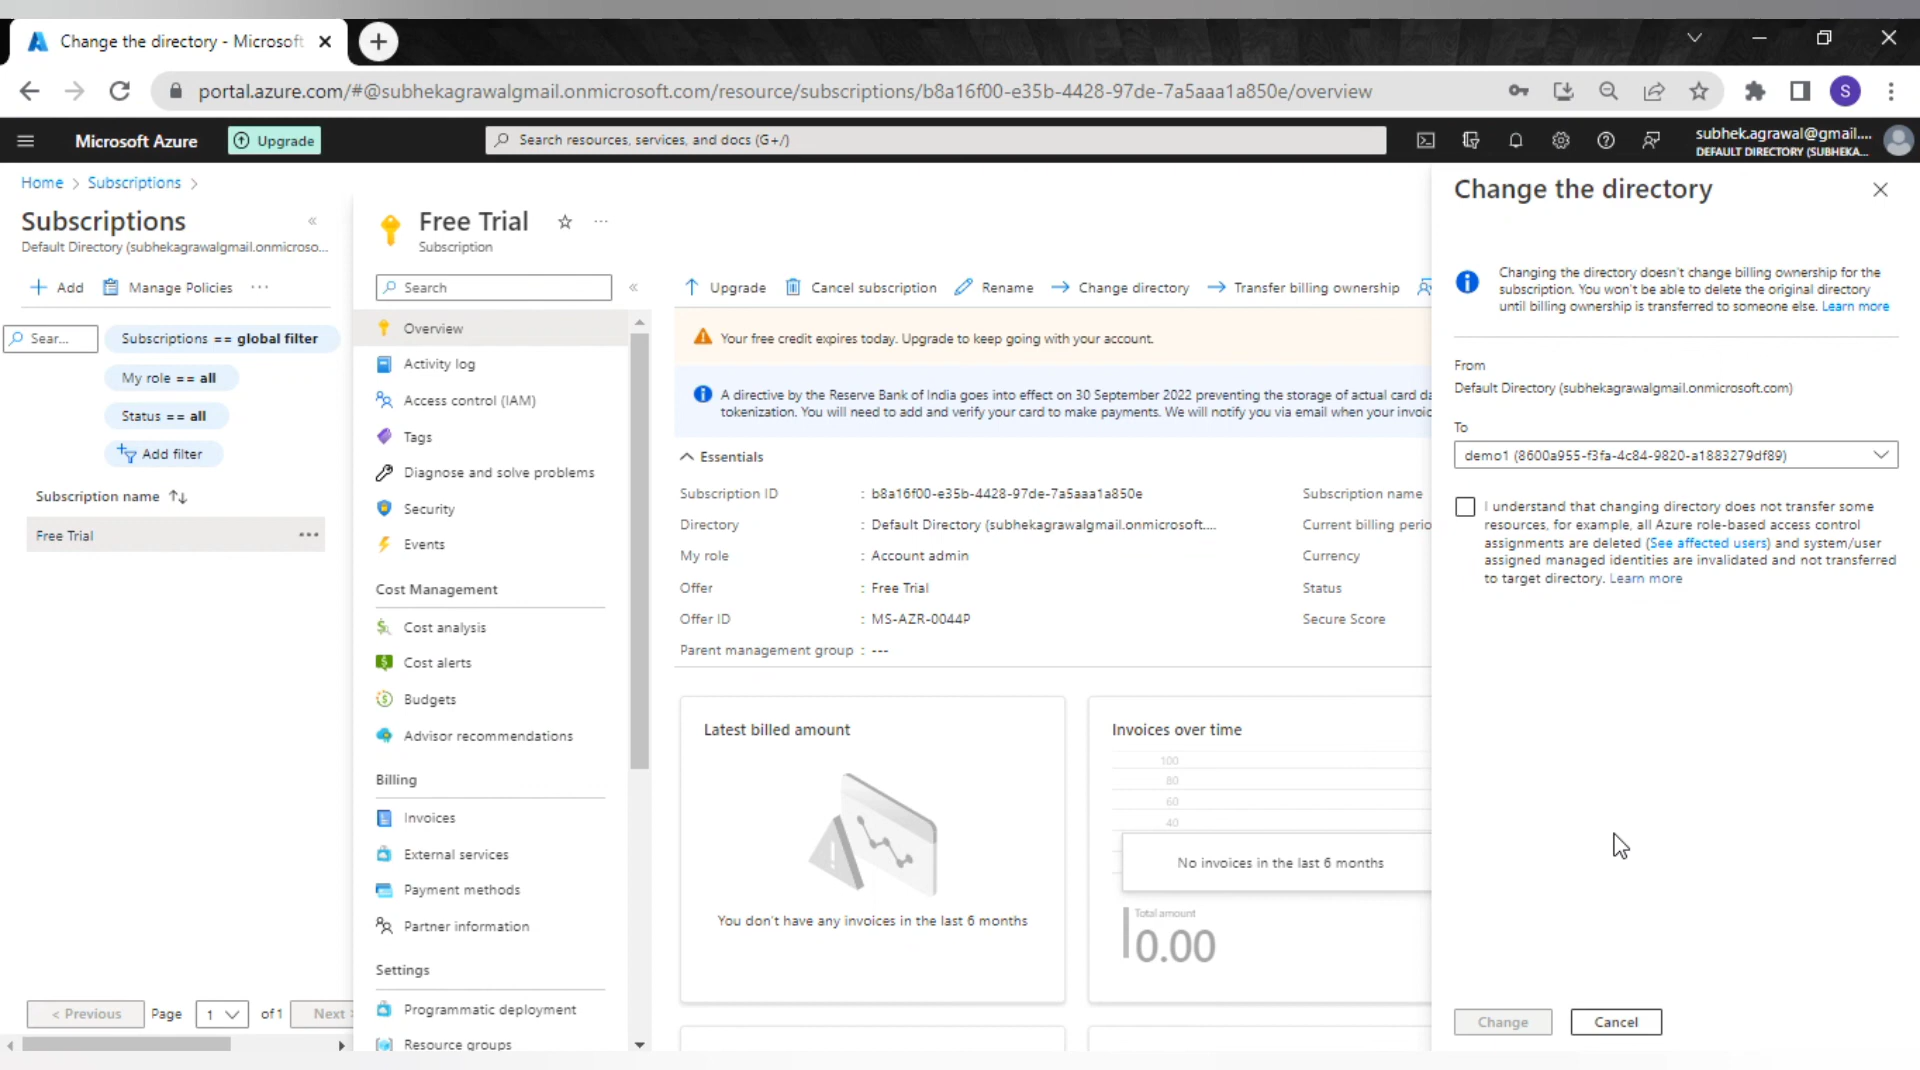 Change the directory - Microsoft
portal.azure.com/#@subhekagrawalgmail.onmicrosoft.com/resource/subscriptions/b8a16f00-e35b-4428-97de-7a5aaa1a850e/overview
S
Microsoft Azure
Upgrade
Search resources, services, and docs (G+/)
subhek.agrawal@gmail....
DEFAULT DIRECTORY (SUBHEKA...
Home > Subscriptions >
Subscriptions
Default Directory (subhekagrawalgmail.onmicroso...
Add
Manage Policies
...
Sear...
Subscriptions == global filter
My role == all
Status == all
Add filter
Subscription name
Free Trial
...
< Previous
Page
1
of 1
Next >
Free Trial
...
Subscription
Search
Overview
Activity log
Access control (IAM)
Tags
Diagnose and solve problems
Security
Events
Cost Management
Cost analysis
Cost alerts
Budgets
Advisor recommendations
Billing
Invoices
External services
Payment methods
Partner information
Settings
Programmatic deployment
Resource groups
Upgrade
Cancel subscription
Rename
Change directory
Transfer billing ownership
Your free credit expires today. Upgrade to keep going with your account.
A directive by the Reserve Bank of India goes into effect on 30 September 2022 preventing the storage of actual card da
tokenization. You will need to add and verify your card to make payments. We will notify you via email when your invoic
Essentials
Subscription ID : b8a16f00-e35b-4428-97de-7a5aaa1a850e
Directory : Default Directory (subhekagrawalgmail.onmicrosoft....
My role : Account admin
Offer : Free Trial
Offer ID : MS-AZR-0044P
Parent management group : ---
Subscription name
Current billing perio
Currency
Status
Secure Score
Latest billed amount
You don't have any invoices in the last 6 months
Invoices over time
100
80
60
40
No invoices in the last 6 months
Total amount
0.00
Change the directory
Changing the directory doesn't change billing ownership for the
subscription. You won't be able to delete the original directory
until billing ownership is transferred to someone else. Learn more
From
Default Directory (subhekagrawalgmail.onmicrosoft.com)
To
demo1 (8600a955-f3fa-4c84-9820-a1883279df89)
I understand that changing directory does not transfer some
resources, for example, all Azure role-based access control
assignments are deleted (See affected users) and system/user
assigned managed identities are invalidated and not transferred
to target directory. Learn more
Change
Cancel